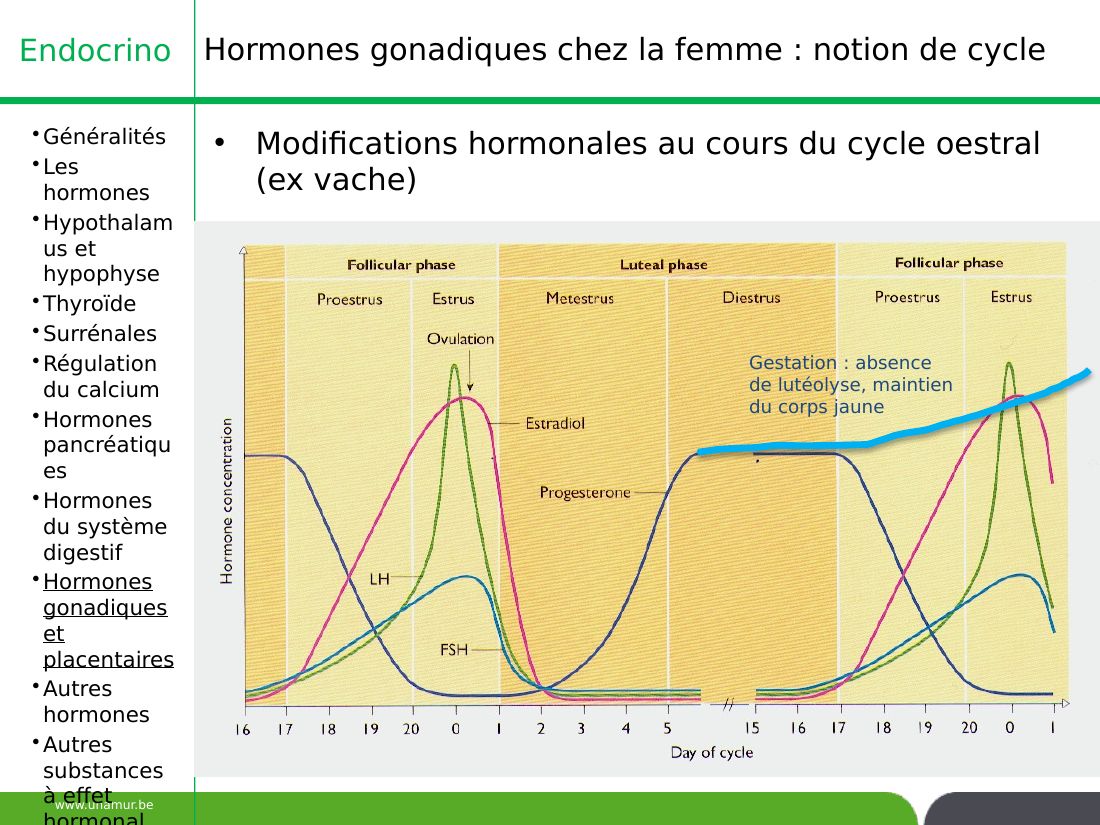 Endocrino
Hormones gonadiques chez la femme : notion de cycle
•Généralités
•Les
hormones
•Hypothalam
us et
hypophyse
•Thyroïde
•Surrénales
•Régulation
du calcium
•Hormones
pancréatiqu
es
•Hormones
du système
digestif
•Hormones
gonadiques
et
placentaires
•Autres
hormones
•Autres
substances
à effet
hormonal
• Modifications hormonales au cours du cycle oestral
(ex vache)
Follicular phase
Luteal phase
Follicular phase
Proestrus
Estrus
Metestrus
Diestrus
Proestrus
Estrus
Ovulation
Gestation : absence
de lutéolyse, maintien
du corps jaune
Estradiol
Progesterone
LH
FSH
Hormone concentration
16 17 18 19 20 0 1 2 3 4 5 15 16 17 18 19 20 0 1
Day of cycle
www.unamur.be